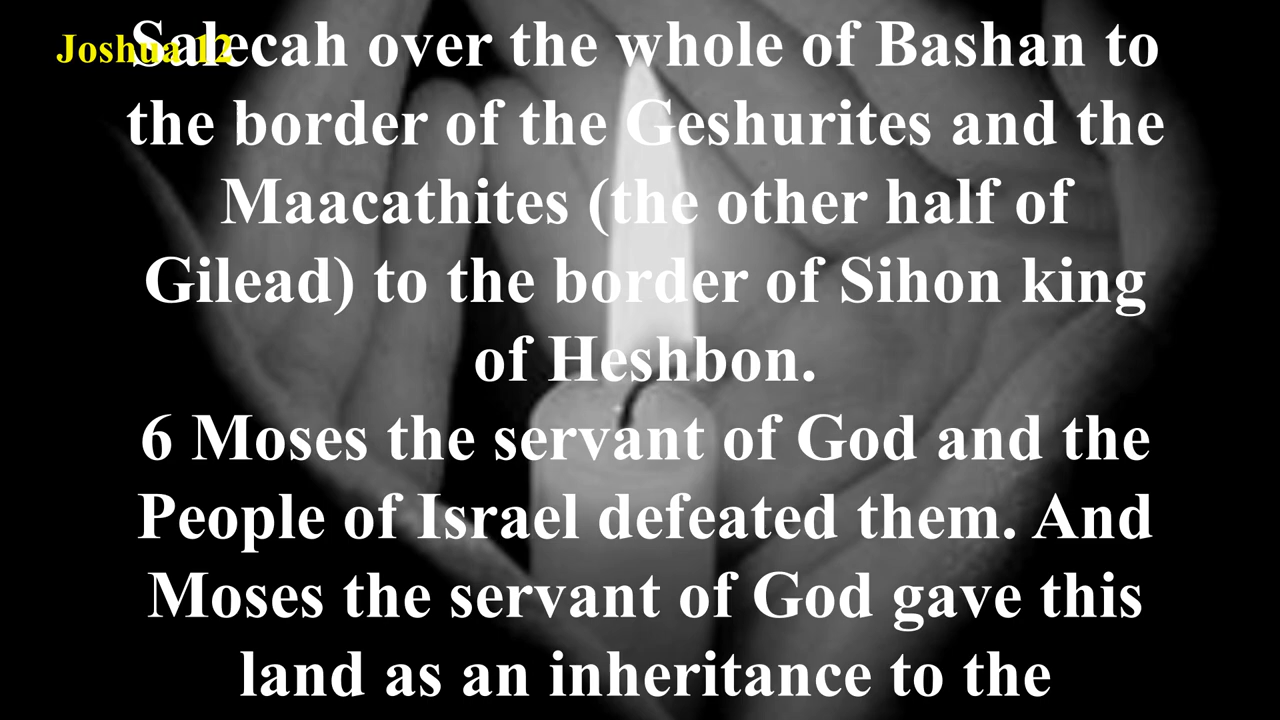 Joshua 12
Salecah over the whole of Bashan to
the border of the Geshurites and the
Maacathites (the other half of
Gilead) to the border of Sihon king
of Heshbon.
6 Moses the servant of God and the
People of Israel defeated them. And
Moses the servant of God gave this
land as an inheritance to the